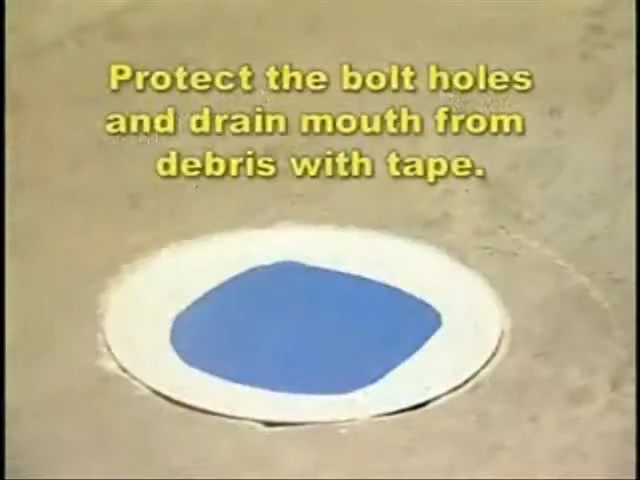 Protect the bolt holes
and drain mouth from
debris with tape.